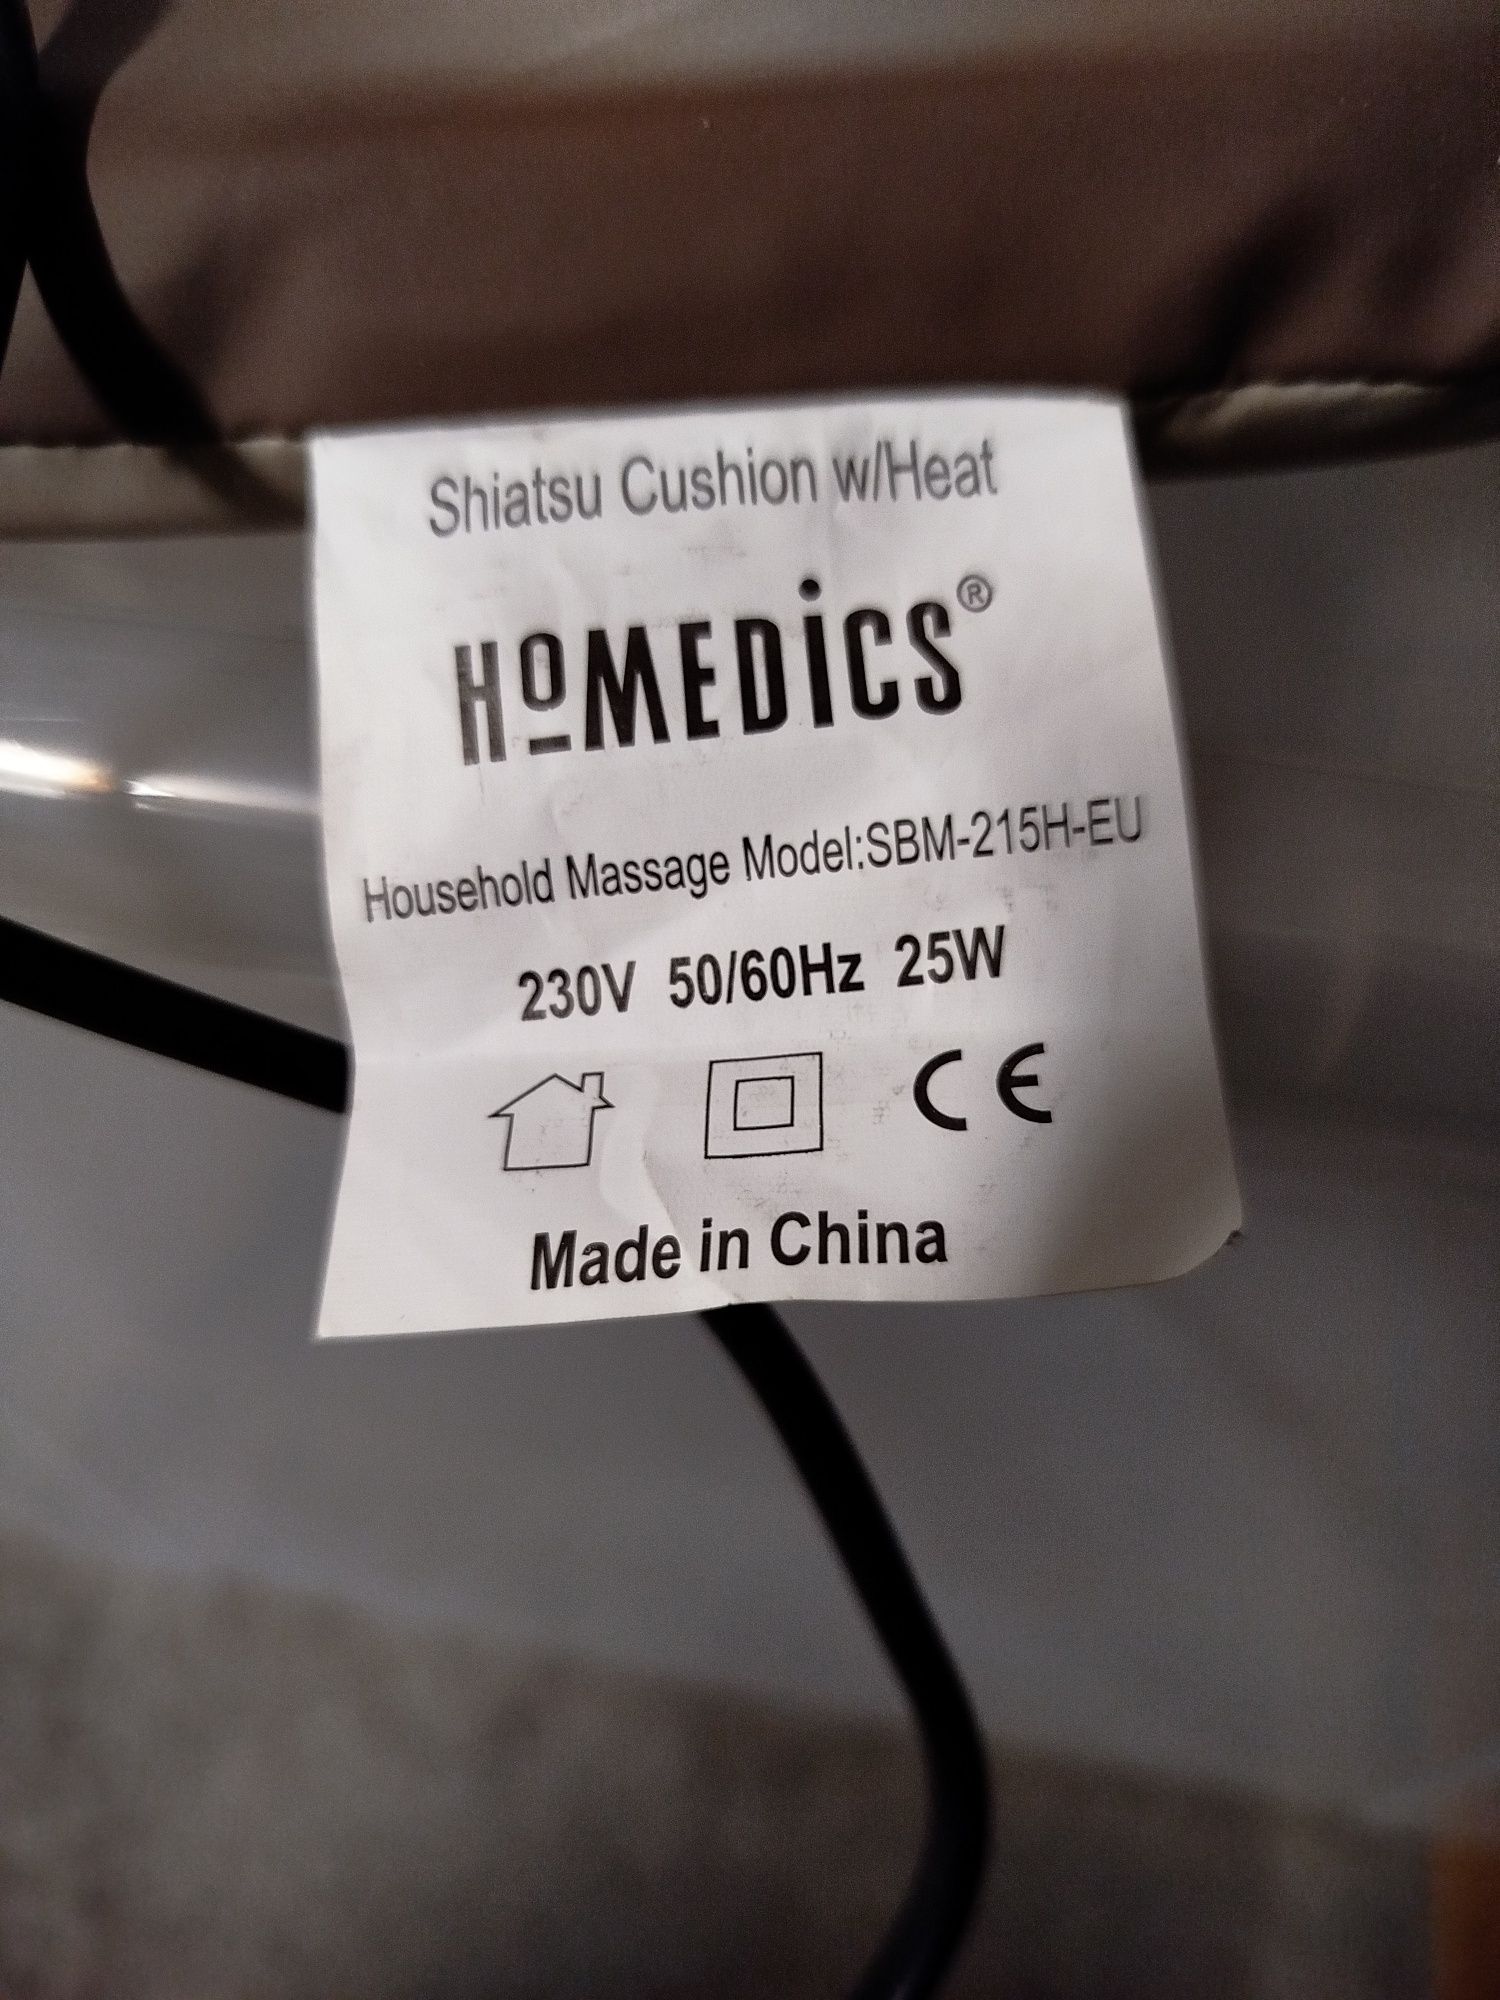 Shiatsu Cushion w/Heat
HoMEDiCS®
Household Massage Model:SBM-215H-EU
230V 50/60Hz 25W
CE
Made in China